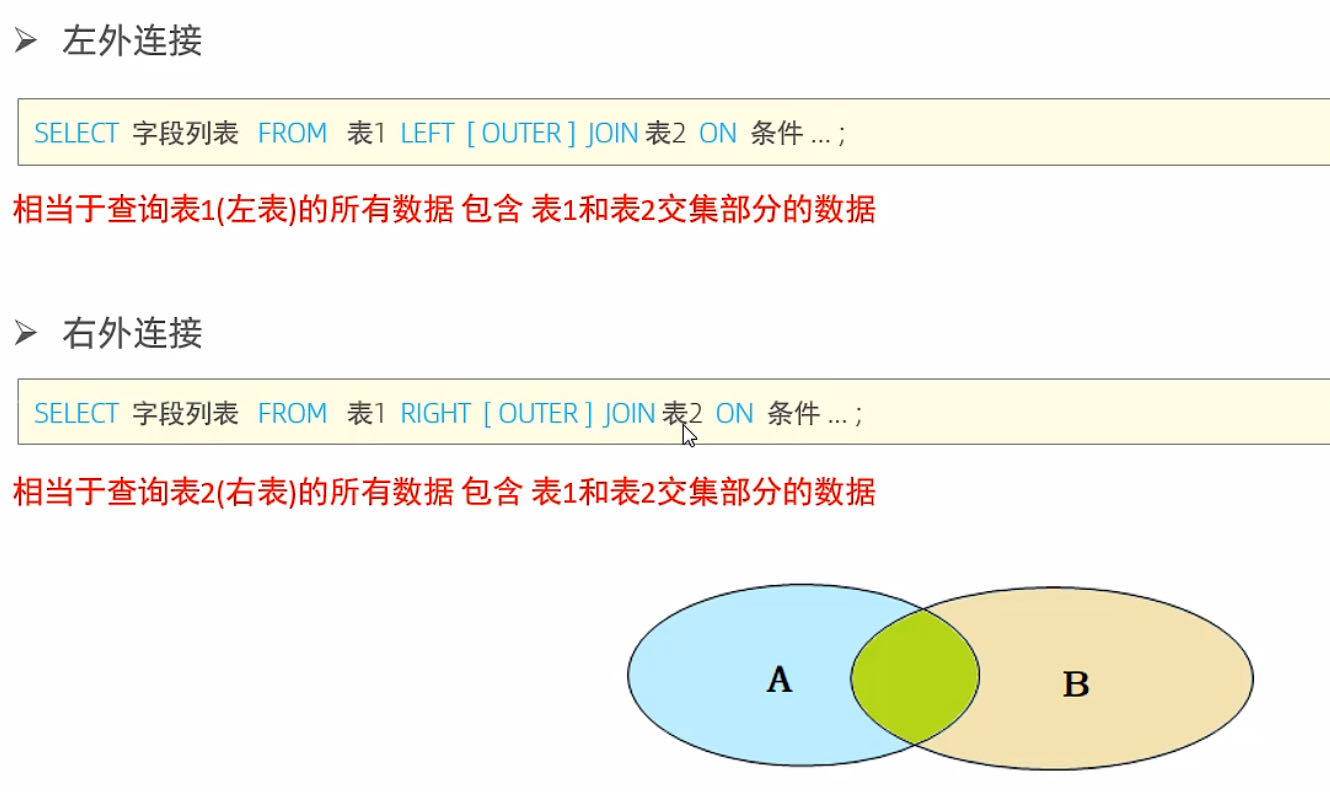 ➢ 左外连接
SELECT 字段列表 FROM 表1 LEFT [ OUTER ] JOIN 表2 ON 条件 ... ;
相当于查询表1(左表)的所有数据 包含 表1和表2交集部分的数据
➢ 右外连接
SELECT 字段列表 FROM 表1 RIGHT [ OUTER ] JOIN 表2 ON 条件 ... ;
相当于查询表2(右表)的所有数据 包含 表1和表2交集部分的数据
A
B